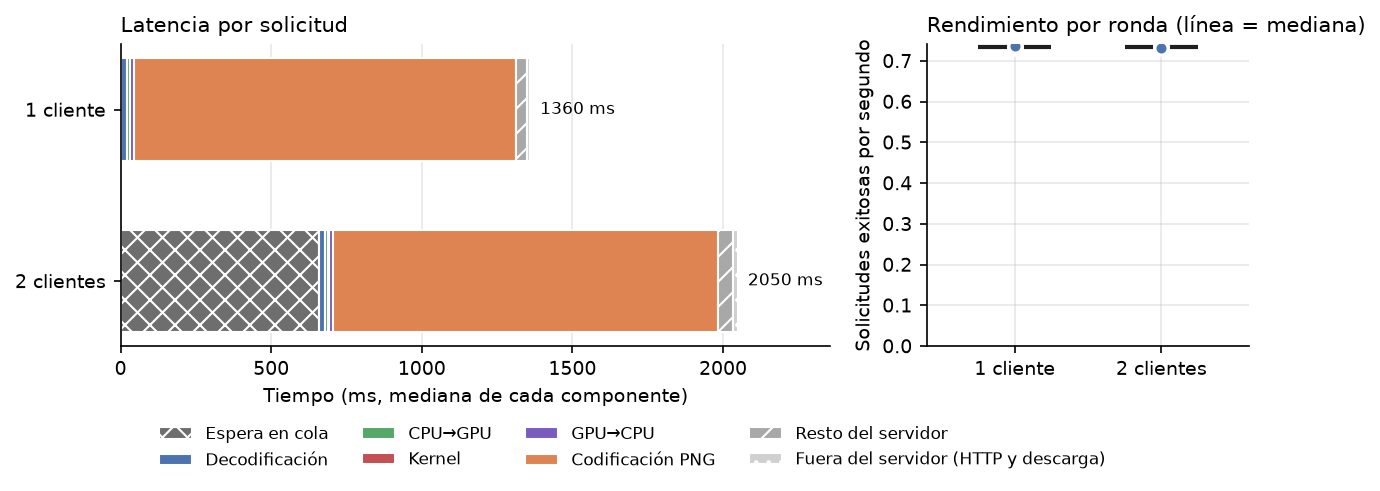 Latencia por solicitud
1 cliente
1360 ms
2 clientes
2050 ms
0 500 1000 1500 2000
Tiempo (ms, mediana de cada componente)
Rendimiento por ronda (línea = mediana)
Solicitudes exitosas por segundo
0.7
0.6
0.5
0.4
0.3
0.2
0.1
0.0
1 cliente 2 clientes
Espera en cola CPU→GPU GPU→CPU Resto del servidor
Decodificación Kernel Codificación PNG Fuera del servidor (HTTP y descarga)